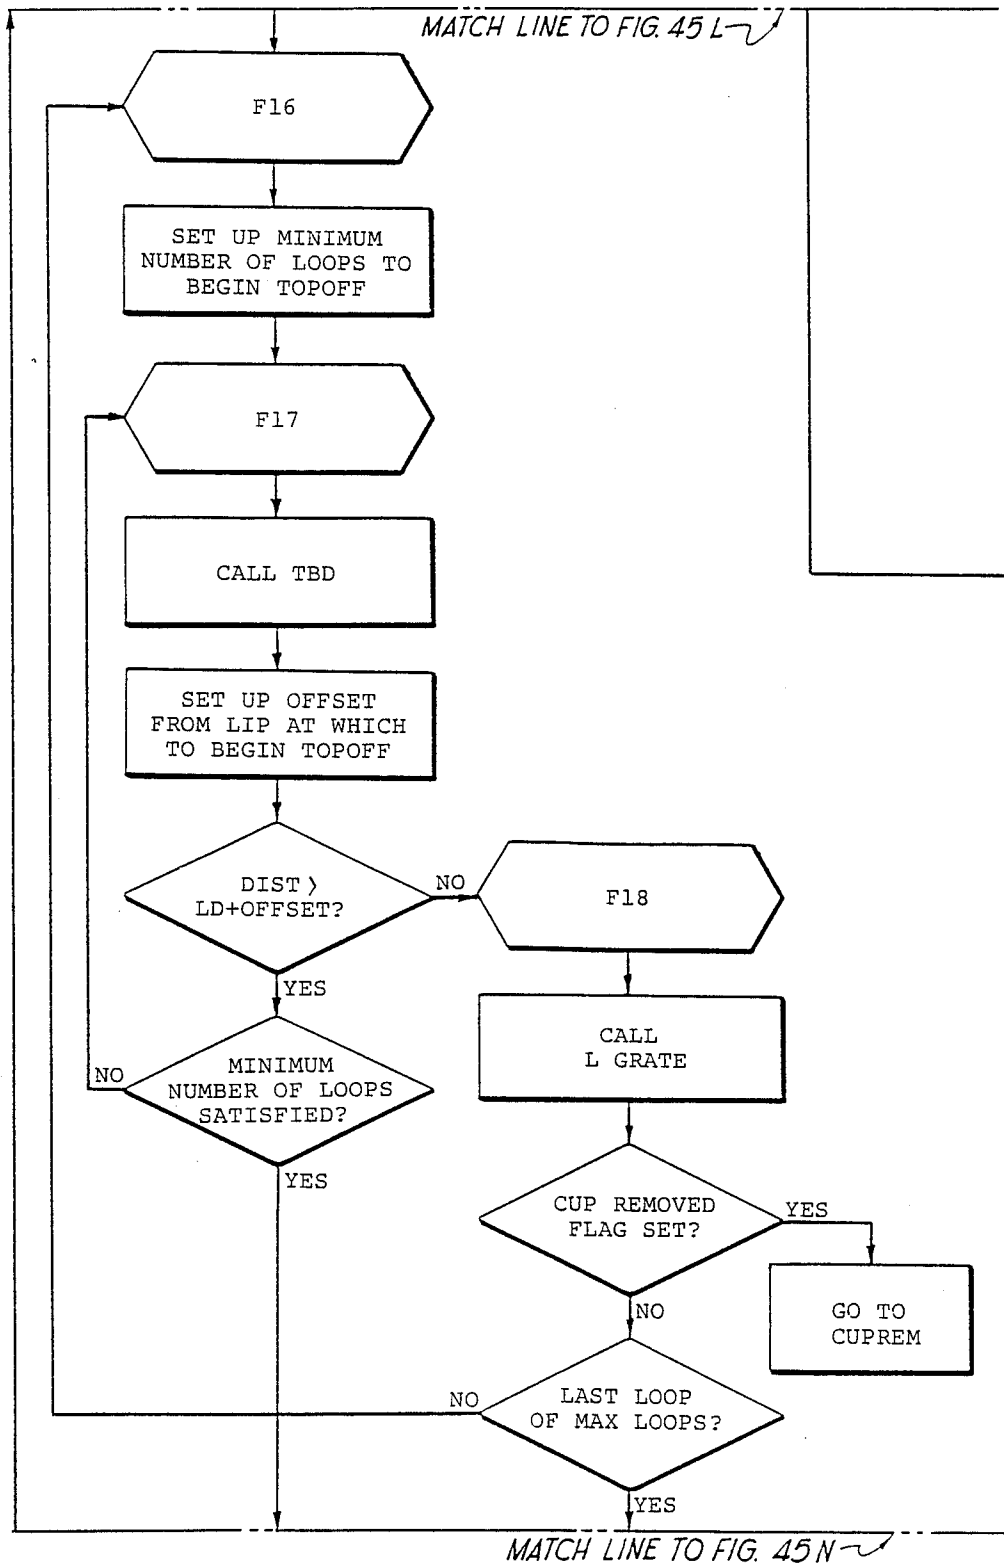 MATCH LINE TO FIG. 45 L
F16
SET UP MINIMUM
NUMBER OF LOOPS TO
BEGIN TOPOFF
F17
CALL TBD
SET UP OFFSET
FROM LIP AT WHICH
TO BEGIN TOPOFF
DIST >
LD+OFFSET?
NO
F18
YES
CALL
L GRATE
MINIMUM
NUMBER OF LOOPS
SATISFIED?
NO
YES
CUP REMOVED
FLAG SET?
YES
GO TO
CUPREM
NO
LAST LOOP
OF MAX LOOPS?
NO
YES
MATCH LINE TO FIG. 45 N